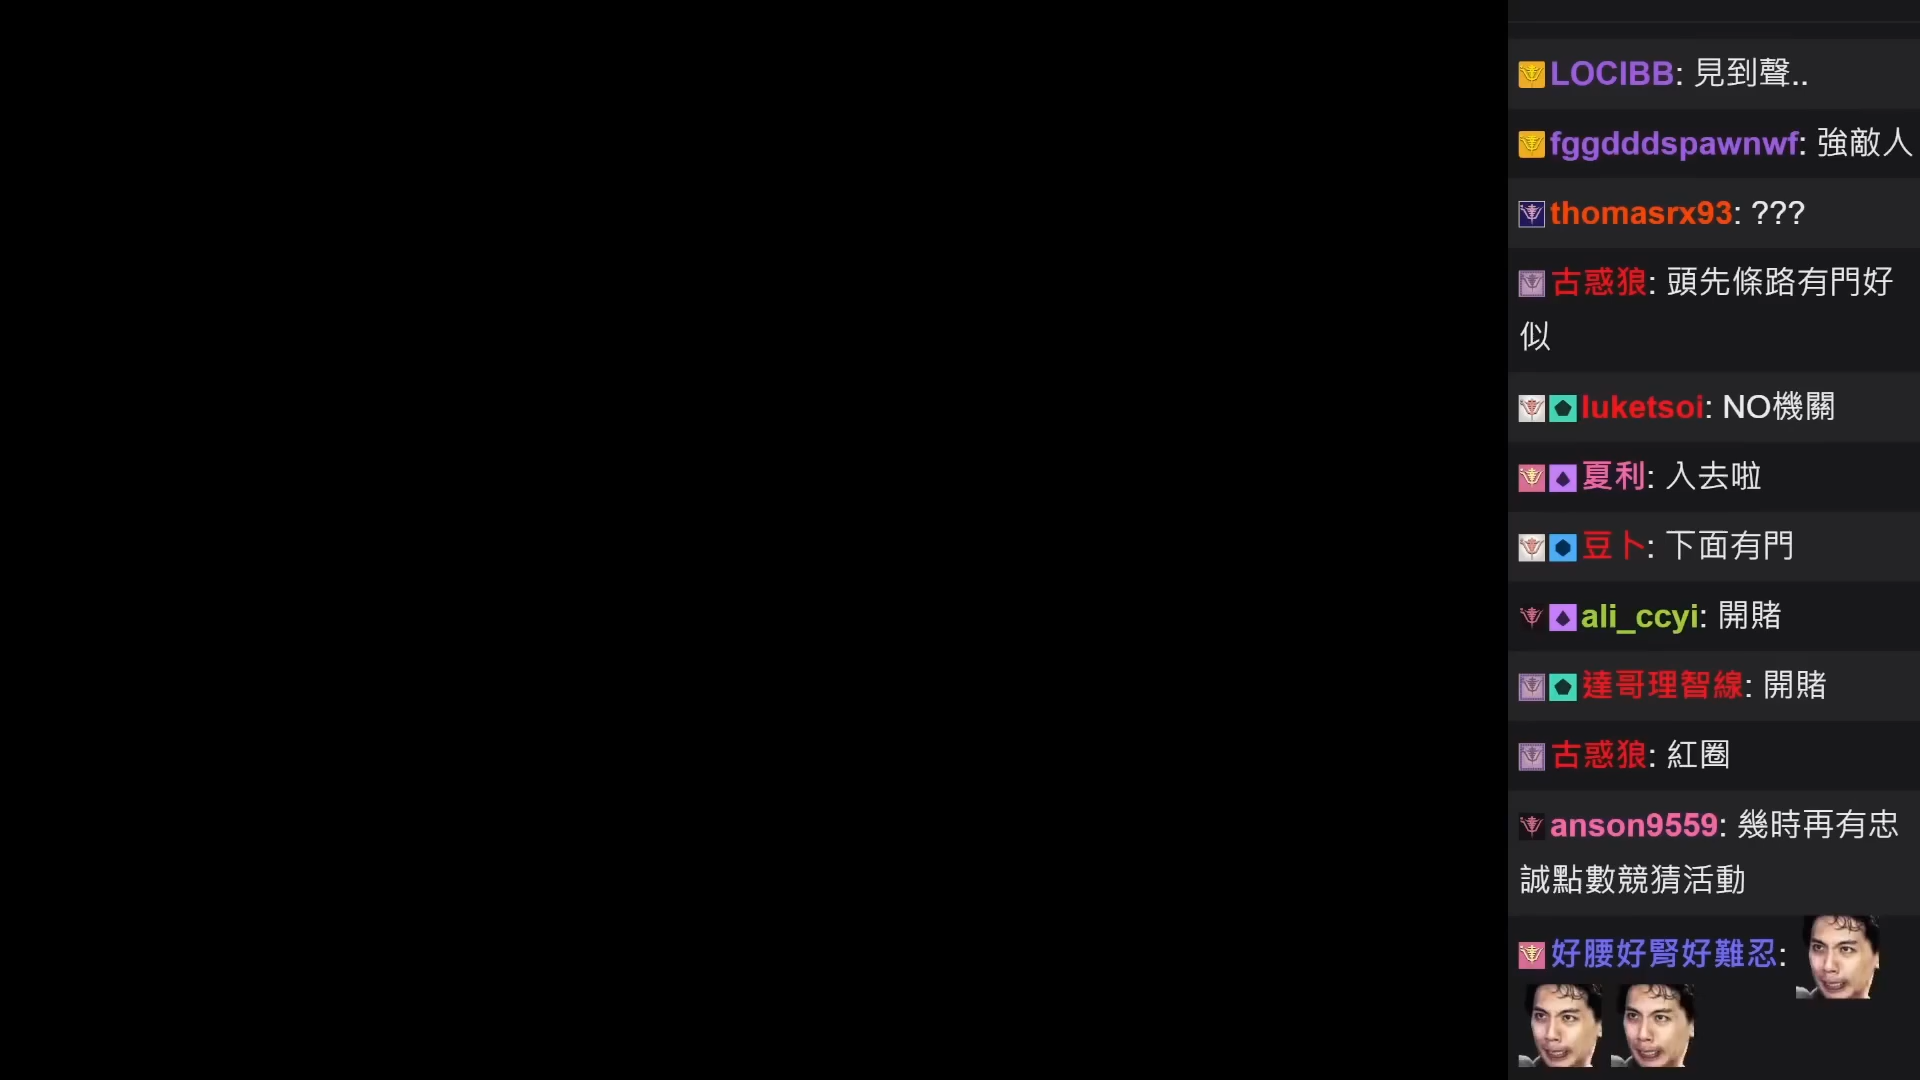 LOCIBB: 見到聲..
fggdddspawnwf: 強敵人
thomasrx93: ???
古惑狼: 頭先條路有門好
似
luketsoi: NO機關
夏利: 入去啦
豆卜: 下面有門
ali_ccyi: 開賭
達哥理智線: 開賭
古惑狼: 紅圈
anson9559: 幾時再有忠
誠點數競猜活動
好腰好腎好難忍: